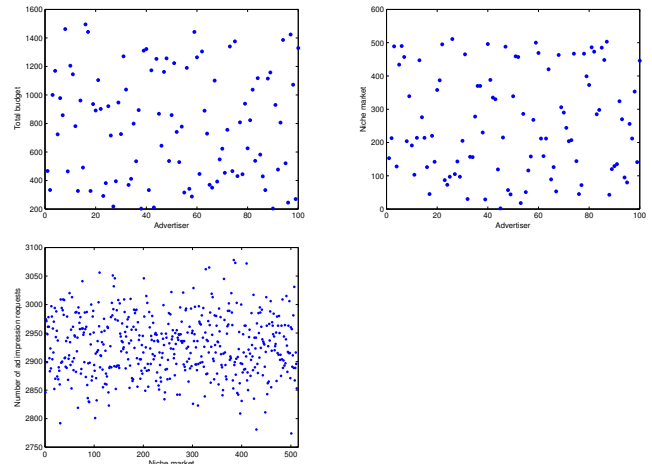 1600
1400
1200
1000
800
600
400
200
Total budget
0 20 40 60 80 100
Advertiser
600
500
400
300
200
100
0
Niche market
0 20 40 60 80 100
Advertiser
3100
3050
3000
2950
2900
2850
2800
2750
Number of ad impression requests
0 100 200 300 400 500
Niche market